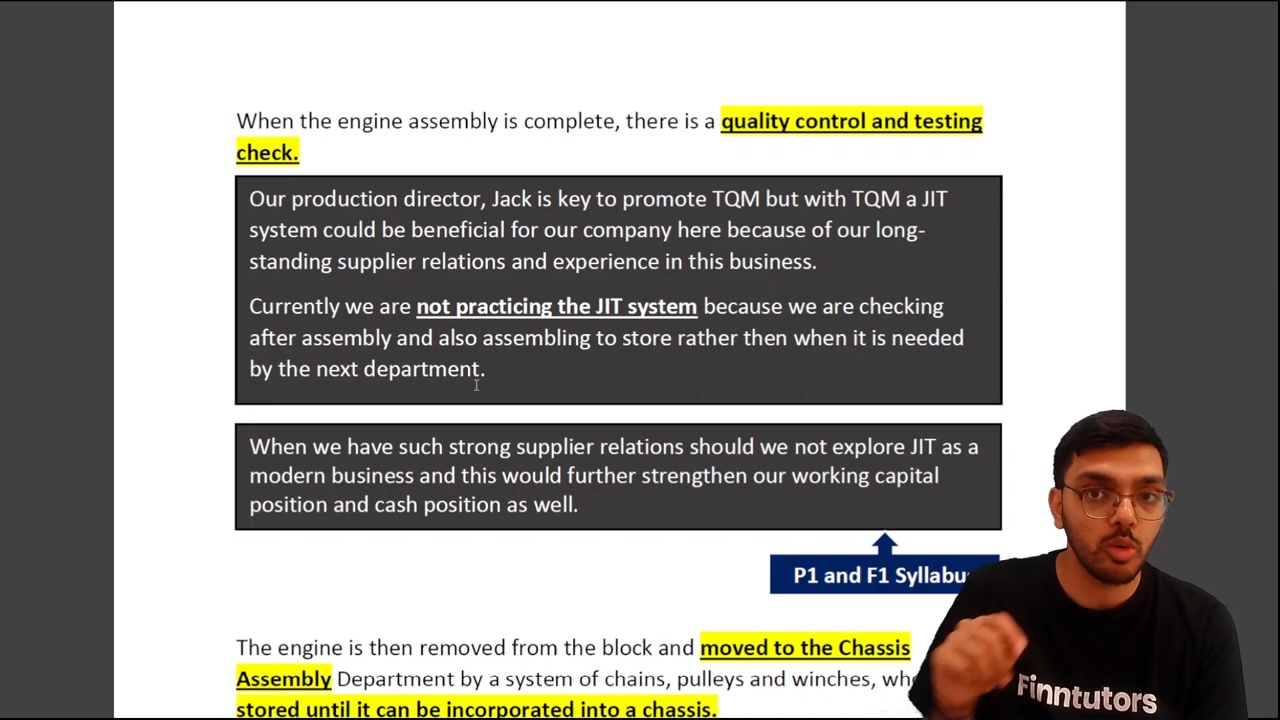 When the engine assembly is complete, there is a quality control and testing
check.
Our production director, Jack is key to promote TQM but with TQM a JIT
system could be beneficial for our company here because of our long-
standing supplier relations and experience in this business.
Currently we are not practicing the JIT system because we are checking
after assembly and also assembling to store rather then when it is needed
by the next department.
When we have such strong supplier relations should we not explore JIT as a
modern business and this would further strengthen our working capital
position and cash position as well.
P1 and F1 Syllabu
The engine is then removed from the block and moved to the Chassis
Assembly Department by a system of chains, pulleys and winches,
stored until it can be incorporated into a chassis.
Finntutors